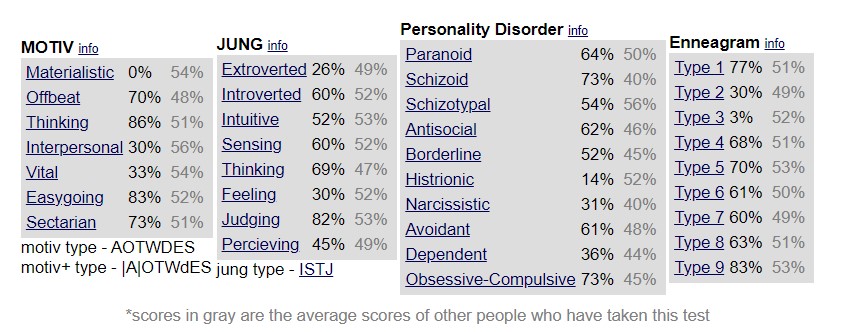 MOTIV info
Materialistic 0% 54%
Offbeat 70% 48%
Thinking 86% 51%
Interpersonal 30% 56%
Vital 33% 54%
Easygoing 83% 52%
Sectarian 73% 51%
motiv type - AOTWDES
motiv+ type - |A|OTWdES
JUNG info
Extroverted 26% 49%
Introverted 60% 52%
Intuitive 52% 53%
Sensing 60% 52%
Thinking 69% 47%
Feeling 30% 52%
Judging 82% 53%
Percieving 45% 49%
jung type - ISTJ
Personality Disorder info
Paranoid 64% 50%
Schizoid 73% 40%
Schizotypal 54% 56%
Antisocial 62% 46%
Borderline 52% 45%
Histrionic 14% 52%
Narcissistic 31% 40%
Avoidant 61% 48%
Dependent 36% 44%
Obsessive-Compulsive 73% 45%
Enneagram info
Type 1 77% 51%
Type 2 30% 49%
Type 3 3% 52%
Type 4 68% 51%
Type 5 70% 53%
Type 6 61% 50%
Type 7 60% 49%
Type 8 63% 51%
Type 9 83% 53%
*scores in gray are the average scores of other people who have taken this test